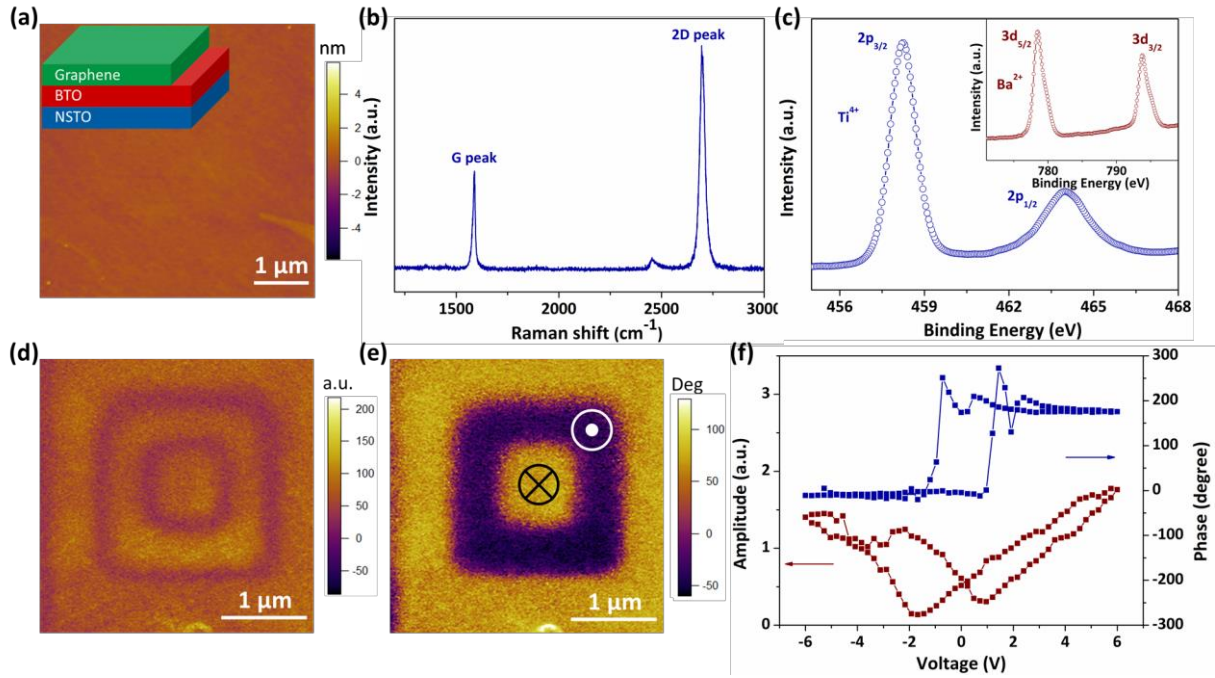 (a)
nm
4
2
0
-2
-4
Graphene
BTO
NSTO
1 μm
(b)
2D peak
G peak
Intensity (a.u.)
1500
2000
2500
3000
Raman shift (cm⁻¹)
(c)
2p₃/₂
Ti⁴⁺
2p₁/₂
Intensity (a.u.)
456
459
462
465
468
Binding Energy (eV)
3d₅/₂
3d₃/₂
Ba²⁺
Intensity (a.u.)
780
790
Binding Energy (eV)
(d)
a.u.
200
150
100
50
0
-50
1 μm
(e)
Deg
100
50
0
-50
1 μm
(f)
3
2
1
0
Amplitude (a.u.)
300
200
100
0
-100
-200
-300
Phase (degree)
-6
-4
-2
0
2
4
6
Voltage (V)